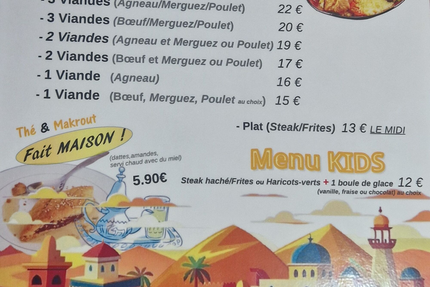 - 3 Viandes (Agneau/Merguez/Poulet) 22 €
- 3 Viandes (Bœuf/Merguez/Poulet) 20 €
- 2 Viandes (Agneau et Merguez ou Poulet) 19 €
- 2 Viandes (Bœuf et Merguez ou Poulet) 17 €
- 1 Viande (Agneau) 16 €
- 1 Viande (Bœuf, Merguez, Poulet au choix) 15 €
- Plat (Steak/Frites) 13 € LE MIDI
Thé & Makrout
Fait MAISON !
(dattes,amandes,
servi chaud avec du miel)
5.90€
Menu KIDS
Steak haché/Frites ou Haricots-verts + 1 boule de glace 12 €
(vanille, fraise ou chocolat) au choix